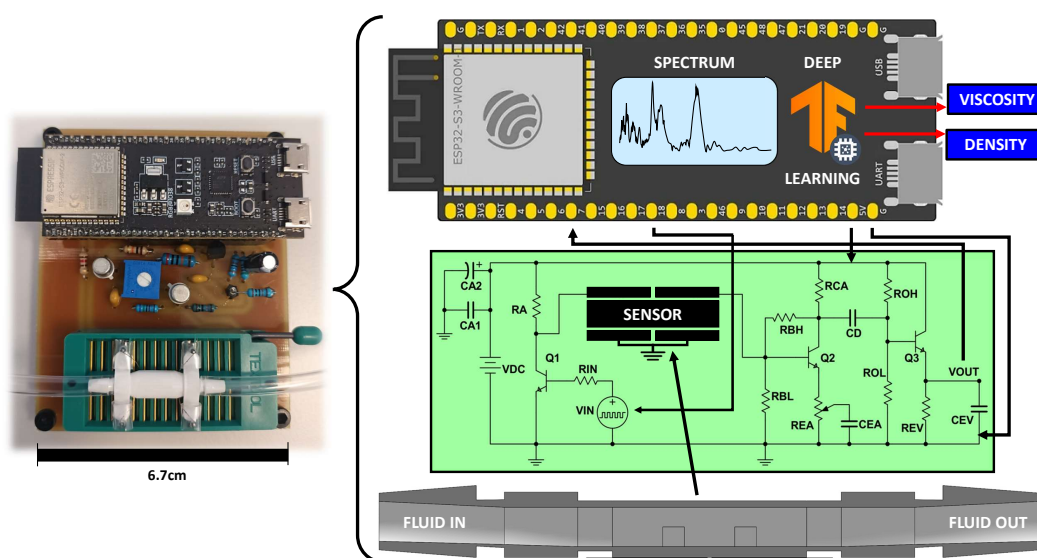 G TX RX 1 2 42 41 40 39 38 37 36 35 0 45 48 47 21 20 19 G G
ESP32-S3-WROOM-1
SPECTRUM
DEEP
LEARNING
USB
UART
VISCOSITY
DENSITY
3V3 3V3 RST 4 5 6 7 15 16 17 18 8 3 46 9 10 11 12 13 14 5V G
CA2
+
CA1
RA
SENSOR
RCA
ROH
RBH
CD
Q1
Q2
Q3
VDC
RIN
VIN
+
RBL
REA
CEA
ROL
REV
VOUT
CEV
6.7cm
FLUID IN
FLUID OUT